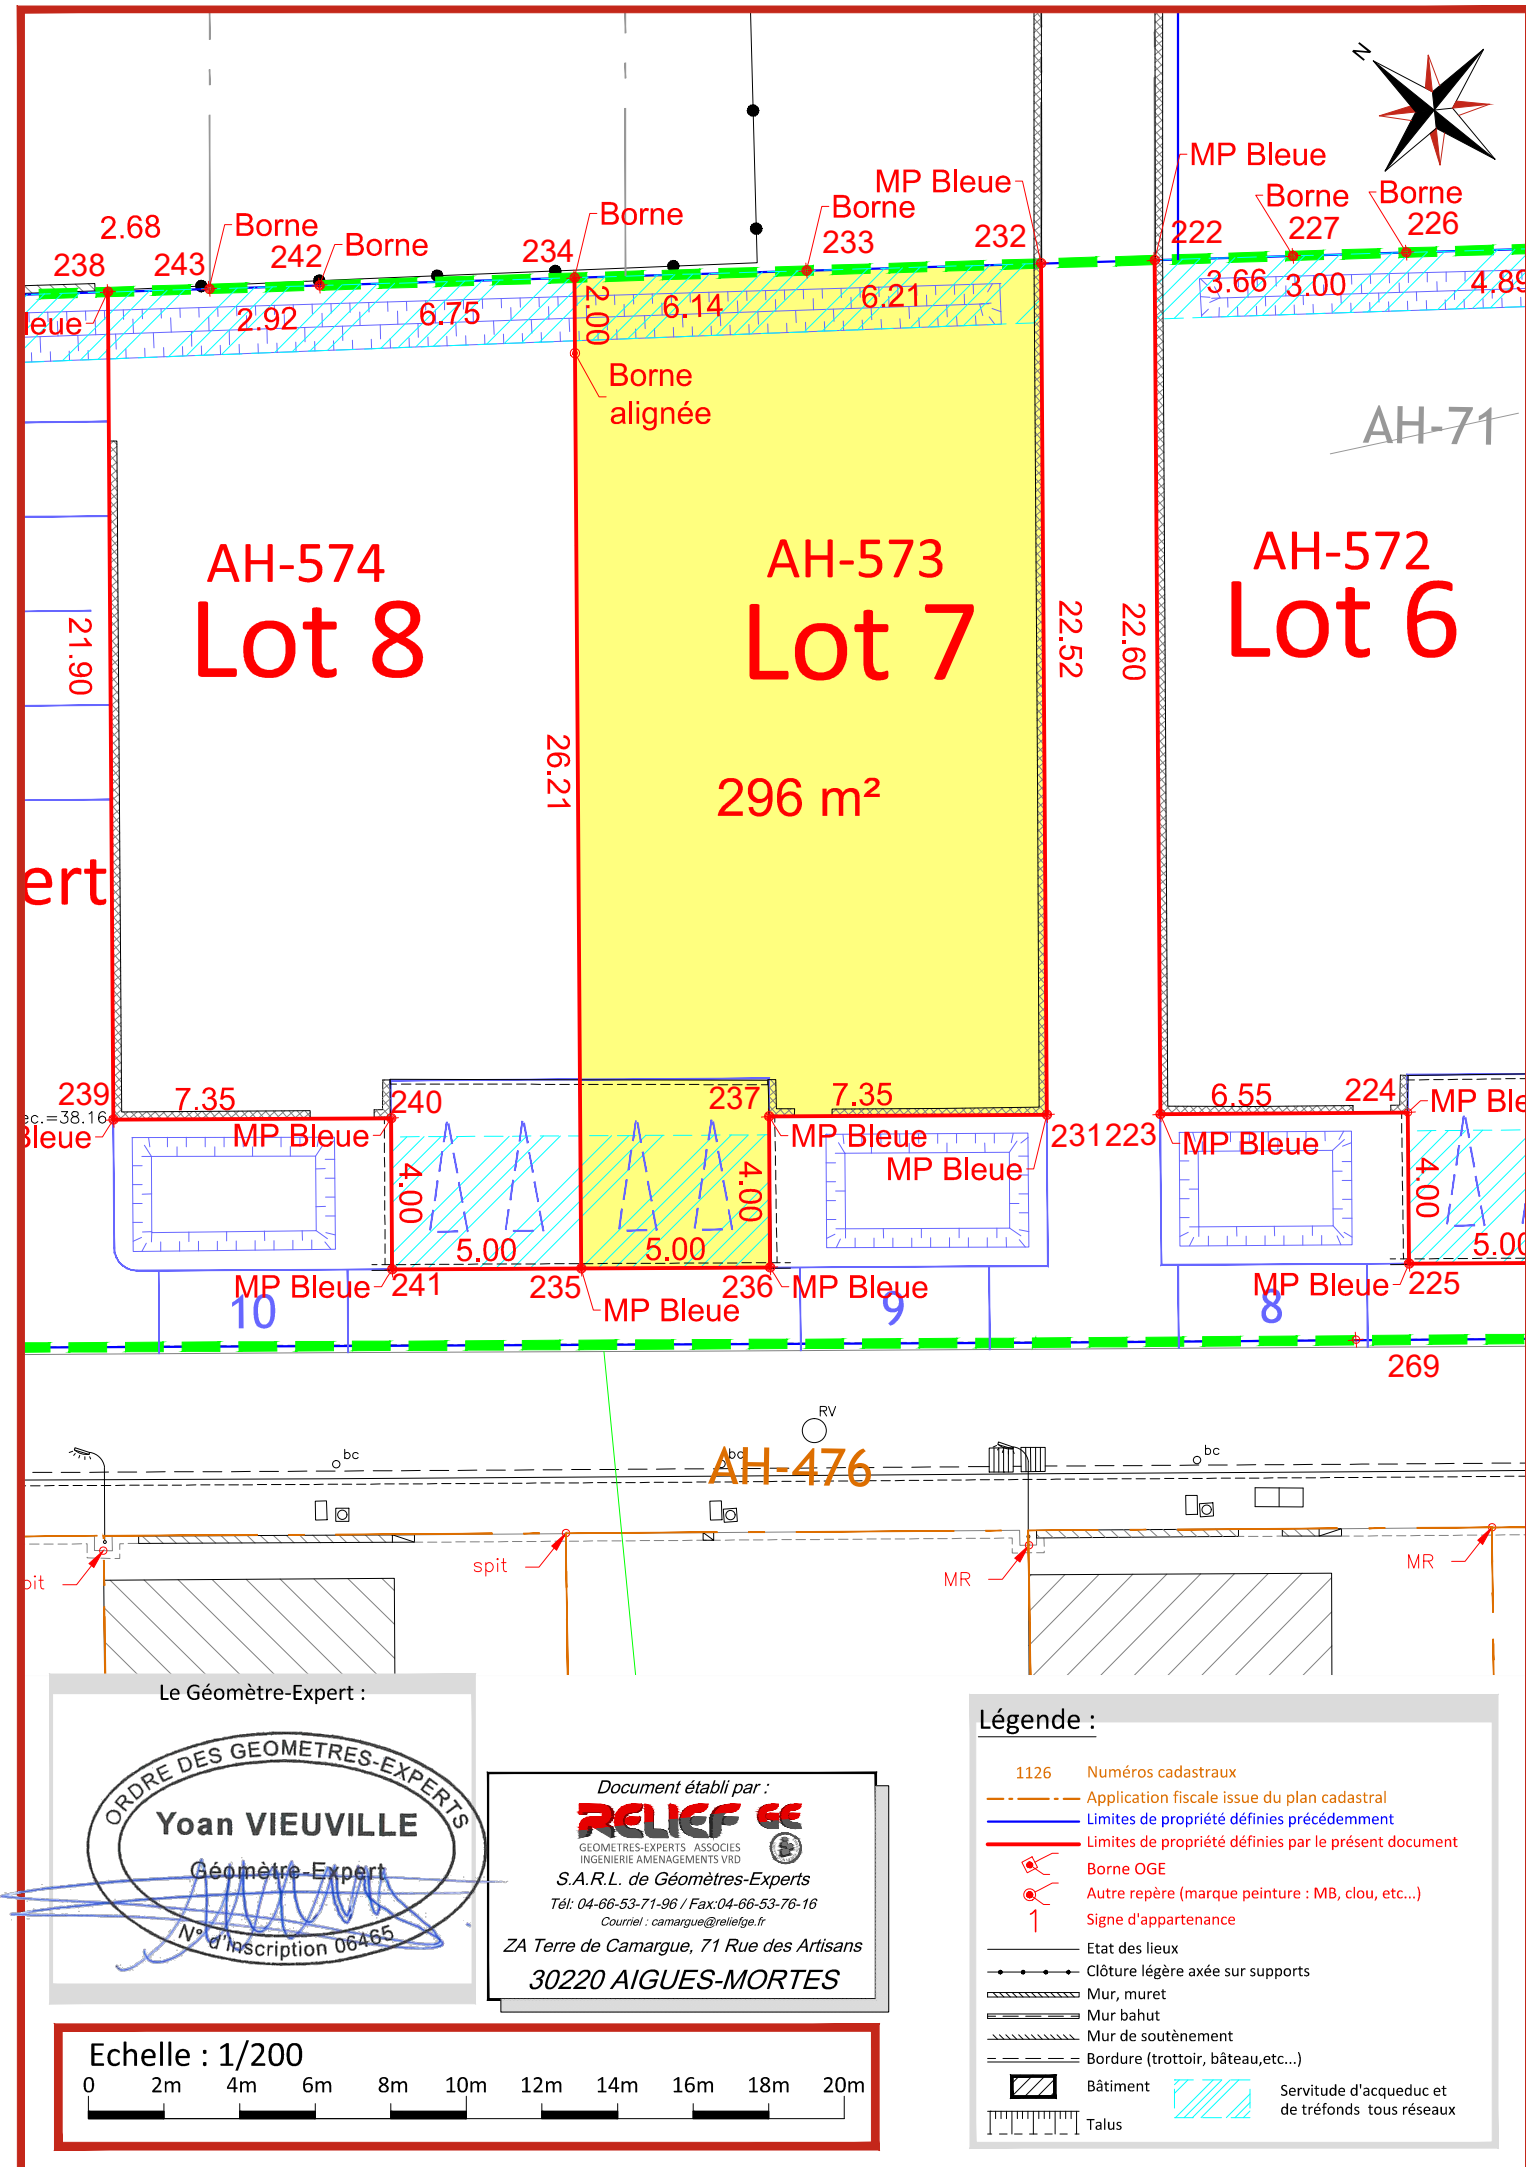 N
MP Bleue
MP Bleue
Borne
Borne
Borne
Borne
2.68
Borne
Borne
238
243
242
234
233
232
222
227
226
leue
2.92
6.75
2.00
6.14
6.21
3.66
3.00
4.89
Borne
alignée
AH-71
AH-574
Lot 8
AH-573
Lot 7
AH-572
Lot 6
21.90
26.21
22.52
22.60
296 m²
ert
239
7.35
240
237
7.35
6.55
224
MP Ble
ec.=38.16
Bleue
MP Bleue
MP Bleue
231
223
MP Bleue
MP Bleue
4.00
4.00
4.00
5.00
5.00
5.00
MP Bleue
241
235
MP Bleue
236
MP Bleue
MP Bleue
225
10
9
8
269
RV
bc
bc
bc
AH-476
oit
spit
MR
MR
Le Géomètre-Expert :
ORDRE DES GEOMETRES-EXPERTS
Yoan VIEUVILLE
Géomètre-Expert
N° d'inscription 06465
Document établi par :
RELIEF GE
GEOMETRES-EXPERTS ASSOCIES
INGENIERIE AMENAGEMENTS VRD
S.A.R.L. de Géomètres-Experts
Tél: 04-66-53-71-96 / Fax:04-66-53-76-16
Courriel : camargue@reliefge.fr
ZA Terre de Camargue, 71 Rue des Artisans
30220 AIGUES-MORTES
Légende :
1126 Numéros cadastraux
Application fiscale issue du plan cadastral
Limites de propriété définies précédemment
Limites de propriété définies par le présent document
Borne OGE
Autre repère (marque peinture : MB, clou, etc...)
Signe d'appartenance
Etat des lieux
Clôture légère axée sur supports
Mur, muret
Mur bahut
Mur de soutènement
Bordure (trottoir, bâteau,etc...)
Bâtiment
Servitude d'acqueduc et
de tréfonds tous réseaux
Talus
Echelle : 1/200
0 2m 4m 6m 8m 10m 12m 14m 16m 18m 20m